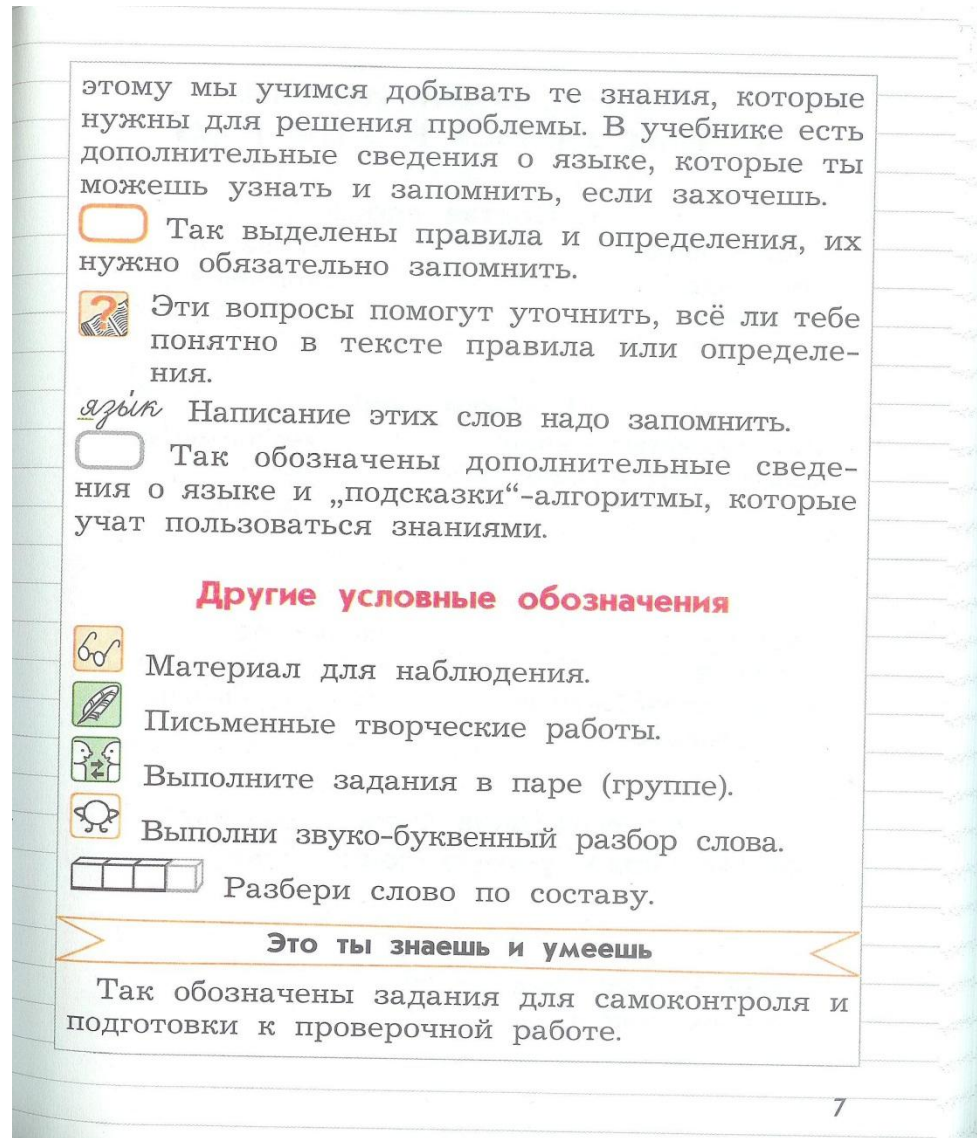 этому мы учимся добывать те знания, которые
нужны для решения проблемы. В учебнике есть
дополнительные сведения о языке, которые ты
можешь узнать и запомнить, если захочешь.
Так выделены правила и определения, их
нужно обязательно запомнить.
?
Эти вопросы помогут уточнить, всё ли тебе
понятно в тексте правила или определе-
ния.
язы́к Написание этих слов надо запомнить.
Так обозначены дополнительные сведе-
ния о языке и „подсказки“-алгоритмы, которые
учат пользоваться знаниями.
Другие условные обозначения
Материал для наблюдения.
Письменные творческие работы.
Выполните задания в паре (группе).
Выполни звуко-буквенный разбор слова.
Разбери слово по составу.
Это ты знаешь и умеешь
Так обозначены задания для самоконтроля и
подготовки к проверочной работе.
7